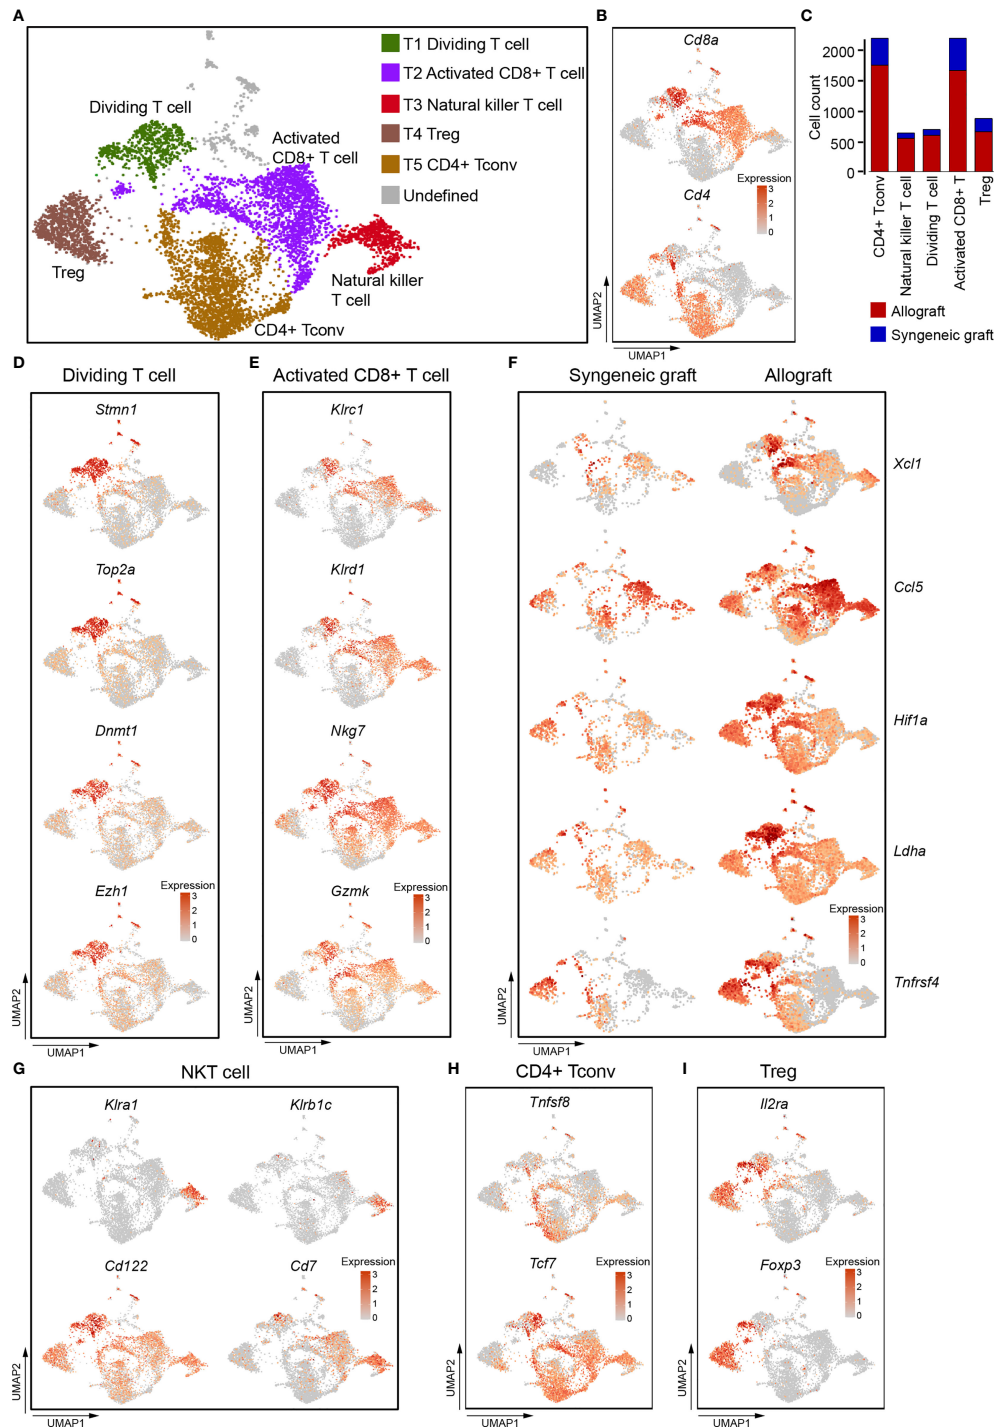 A
T1 Dividing T cell
T2 Activated CD8+ T cell
T3 Natural killer T cell
T4 Treg
T5 CD4+ Tconv
Undefined
Dividing T cell
Activated
CD8+ T cell
Treg
Natural killer
T cell
CD4+ Tconv
B
Cd8a
Expression
3
2
1
0
Cd4
UMAP2
UMAP1
C
Cell count
2000
1500
1000
500
0
CD4+ Tconv
Natural killer T cell
Dividing T cell
Activated CD8+ T
Treg
Allograft
Syngeneic graft
D
Dividing T cell
Stmn1
Top2a
Dnmt1
Ezh1
Expression
3
2
1
0
UMAP2
UMAP1
E
Activated CD8+ T cell
Klrc1
Klrd1
Nkg7
Gzmk
Expression
3
2
1
0
UMAP2
UMAP1
F
Syngeneic graft
Allograft
Xcl1
Ccl5
Hif1a
Ldha
Expression
3
2
1
0
Tnfrsf4
UMAP2
UMAP1
G
NKT cell
Klra1
Klrb1c
Cd122
Cd7
Expression
3
2
1
0
UMAP2
UMAP1
H
CD4+ Tconv
Tnfsf8
Tcf7
Expression
3
2
1
0
UMAP2
UMAP1
I
Treg
Il2ra
Foxp3
Expression
3
2
1
0
UMAP2
UMAP1